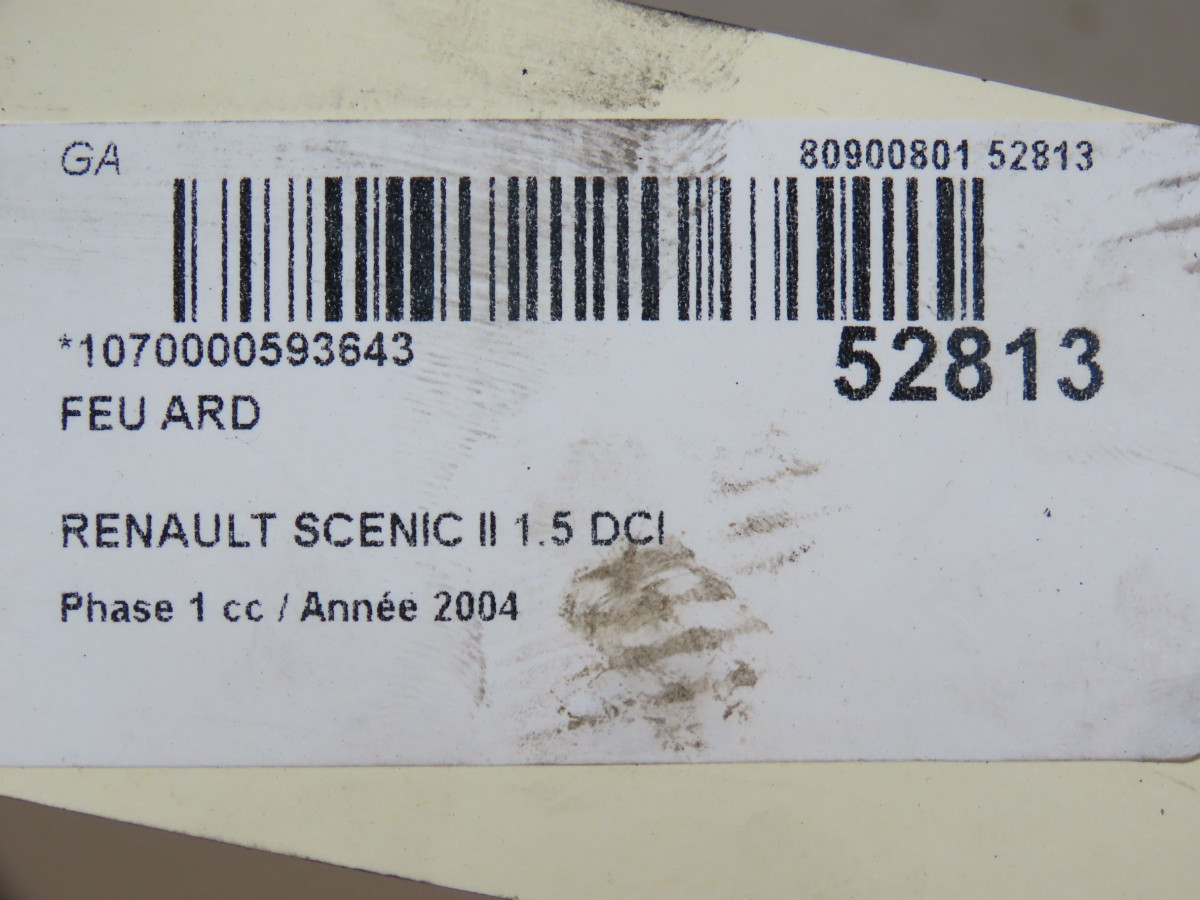 GA 80900801 52813
*1070000593643 52813
FEU ARD
RENAULT SCENIC II 1.5 DCI
Phase 1 cc / Année 2004